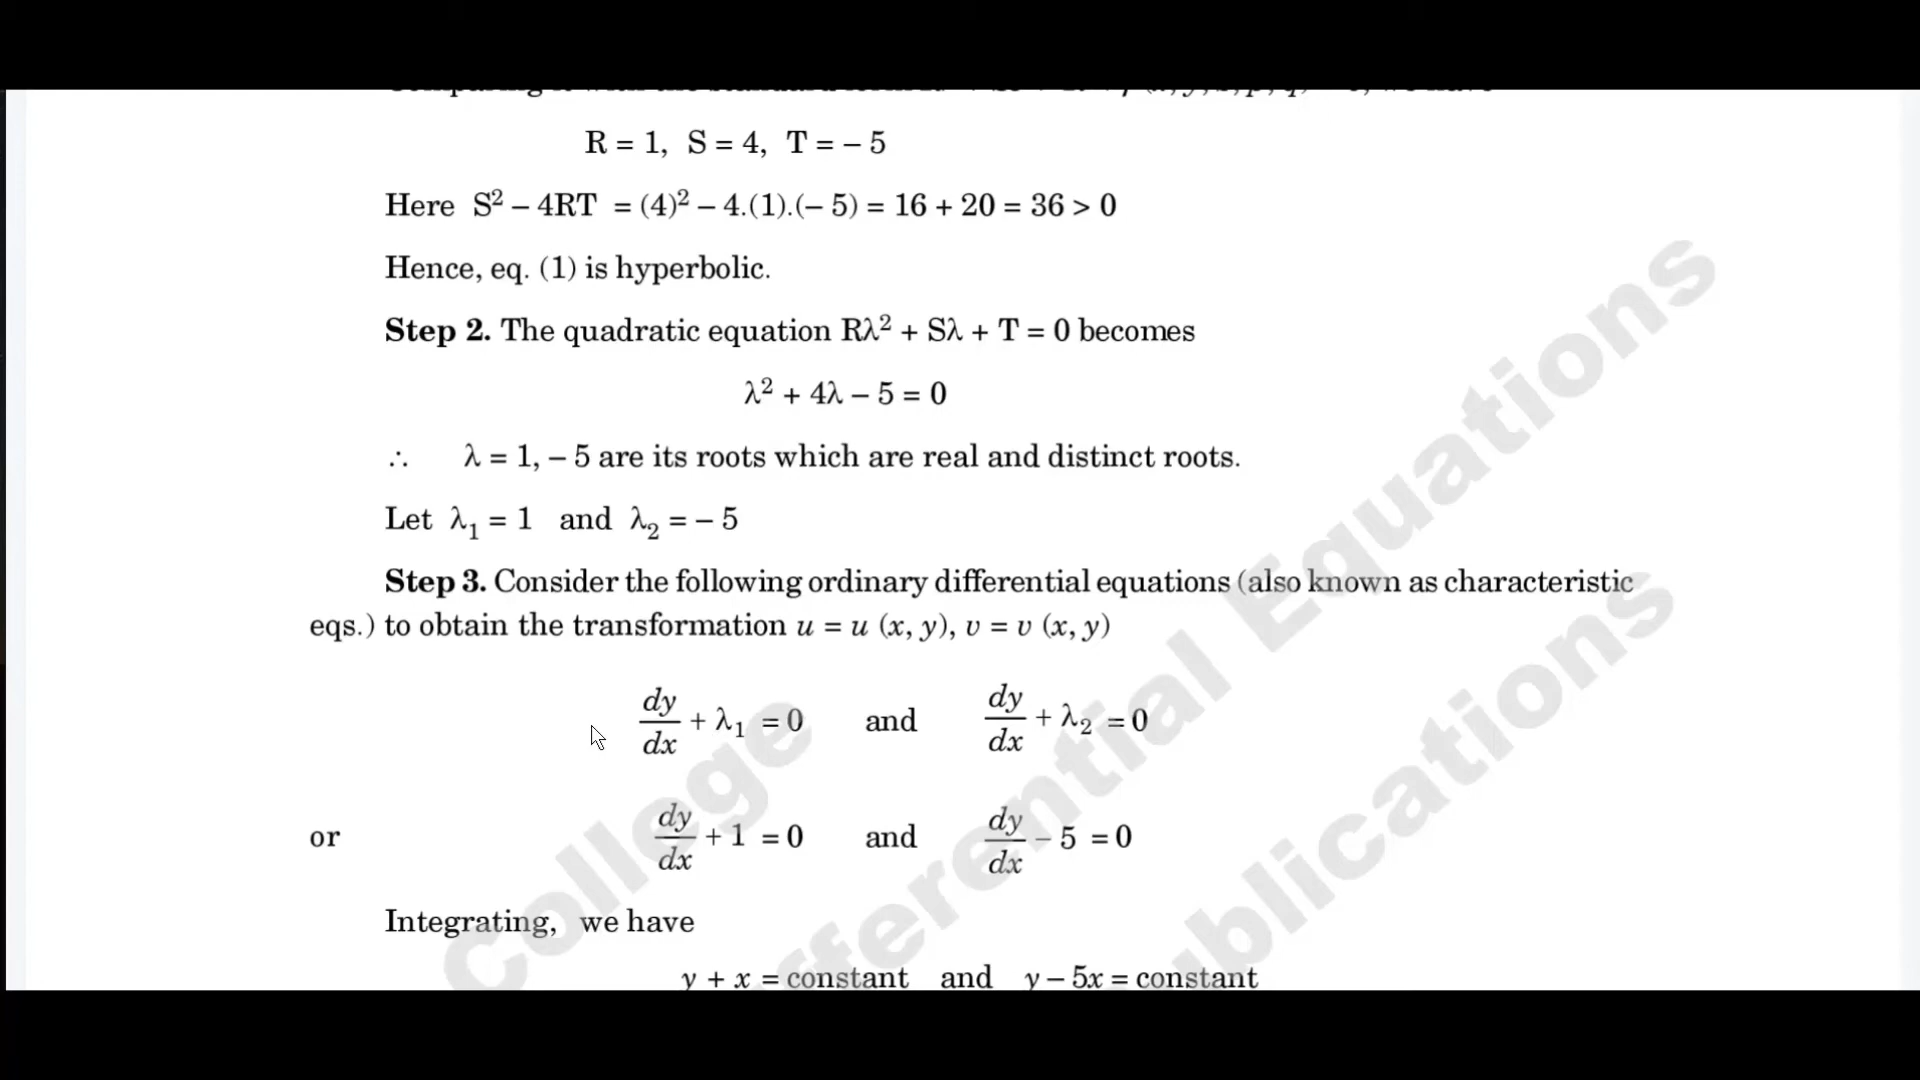 R = 1, S = 4, T = – 5
Here S² – 4RT = (4)² – 4.(1).(– 5) = 16 + 20 = 36 > 0
Hence, eq. (1) is hyperbolic.
Step 2. The quadratic equation Rλ² + Sλ + T = 0 becomes
λ² + 4λ – 5 = 0
∴ λ = 1, – 5 are its roots which are real and distinct roots.
Let λ₁ = 1 and λ₂ = – 5
Step 3. Consider the following ordinary differential equations (also known as characteristic
eqs.) to obtain the transformation u = u (x, y), v = v (x, y)
dy/dx + λ₁ = 0 and dy/dx + λ₂ = 0
or dy/dx + 1 = 0 and dy/dx – 5 = 0
Integrating, we have
y + x = constant and y – 5x = constant
College
Equations